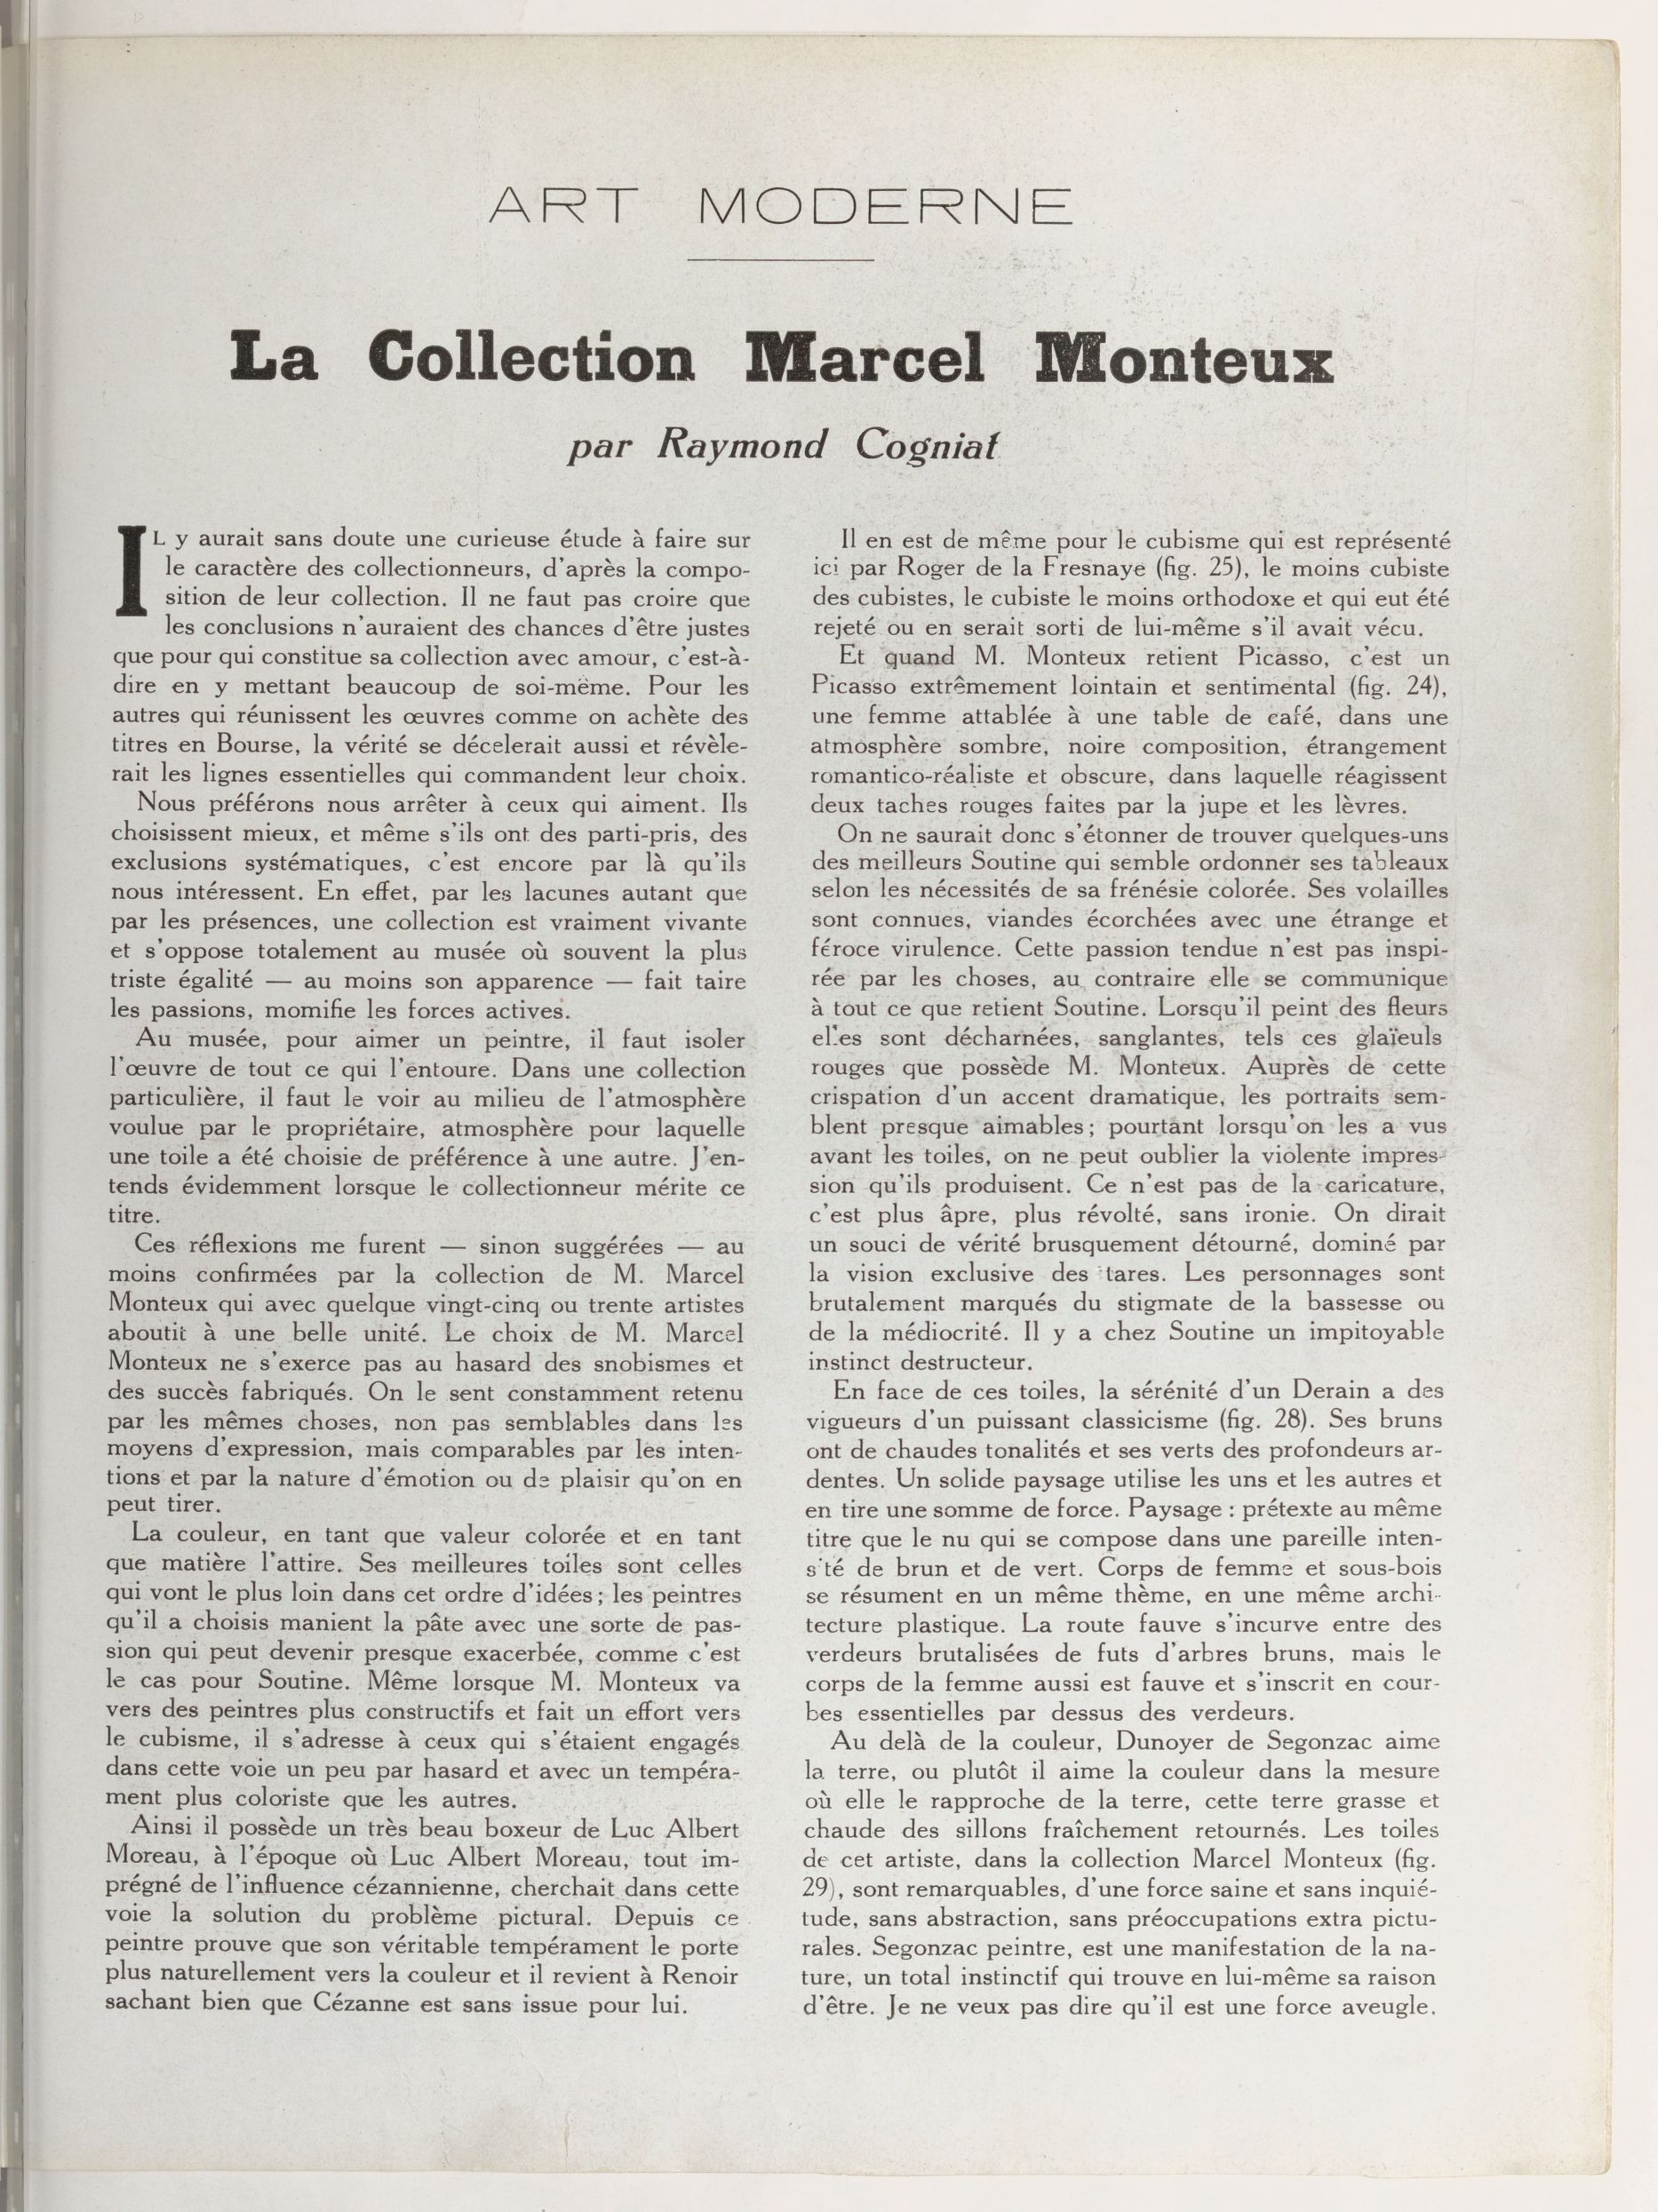 ART MODERNE
La Collection Marcel Monteux
par Raymond Cogniat
IL y aurait sans doute une curieuse étude à faire sur
le caractère des collectionneurs, d'après la compo-
sition de leur collection. Il ne faut pas croire que
les conclusions n'auraient des chances d'être justes
que pour qui constitue sa collection avec amour, c'est-à-
dire en y mettant beaucoup de soi-même. Pour les
autres qui réunissent les œuvres comme on achète des
titres en Bourse, la vérité se décelerait aussi et révèle-
rait les lignes essentielles qui commandent leur choix.
Nous préférons nous arrêter à ceux qui aiment. Ils
choisissent mieux, et même s'ils ont des parti-pris, des
exclusions systématiques, c'est encore par là qu'ils
nous intéressent. En effet, par les lacunes autant que
par les présences, une collection est vraiment vivante
et s'oppose totalement au musée où souvent la plus
triste égalité — au moins son apparence — fait taire
les passions, momifie les forces actives.
Au musée, pour aimer un peintre, il faut isoler
l'œuvre de tout ce qui l'entoure. Dans une collection
particulière, il faut le voir au milieu de l'atmosphère
voulue par le propriétaire, atmosphère pour laquelle
une toile a été choisie de préférence à une autre. J'en-
tends évidemment lorsque le collectionneur mérite ce
titre.
Ces réflexions me furent — sinon suggérées — au
moins confirmées par la collection de M. Marcel
Monteux qui avec quelque vingt-cinq ou trente artistes
aboutit à une belle unité. Le choix de M. Marcel
Monteux ne s'exerce pas au hasard des snobismes et
des succès fabriqués. On le sent constamment retenu
par les mêmes choses, non pas semblables dans les
moyens d'expression, mais comparables par les inten-
tions et par la nature d'émotion ou de plaisir qu'on en
peut tirer.
La couleur, en tant que valeur colorée et en tant
que matière l'attire. Ses meilleures toiles sont celles
qui vont le plus loin dans cet ordre d'idées; les peintres
qu'il a choisis manient la pâte avec une sorte de pas-
sion qui peut devenir presque exacerbée, comme c'est
le cas pour Soutine. Même lorsque M. Monteux va
vers des peintres plus constructifs et fait un effort vers
le cubisme, il s'adresse à ceux qui s'étaient engagés
dans cette voie un peu par hasard et avec un tempéra-
ment plus coloriste que les autres.
Ainsi il possède un très beau boxeur de Luc Albert
Moreau, à l'époque où Luc Albert Moreau, tout im-
prégné de l'influence cézannienne, cherchait dans cette
voie la solution du problème pictural. Depuis ce
peintre prouve que son véritable tempérament le porte
plus naturellement vers la couleur et il revient à Renoir
sachant bien que Cézanne est sans issue pour lui.
Il en est de même pour le cubisme qui est représenté
ici par Roger de la Fresnaye (fig. 25), le moins cubiste
des cubistes, le cubiste le moins orthodoxe et qui eut été
rejeté ou en serait sorti de lui-même s'il avait vécu.
Et quand M. Monteux retient Picasso, c'est un
Picasso extrêmement lointain et sentimental (fig. 24),
une femme attablée à une table de café, dans une
atmosphère sombre, noire composition, étrangement
romantico-réaliste et obscure, dans laquelle réagissent
deux taches rouges faites par la jupe et les lèvres.
On ne saurait donc s'étonner de trouver quelques-uns
des meilleurs Soutine qui semble ordonner ses tableaux
selon les nécessités de sa frénésie colorée. Ses volailles
sont connues, viandes écorchées avec une étrange et
féroce virulence. Cette passion tendue n'est pas inspi-
rée par les choses, au contraire elle se communique
à tout ce que retient Soutine. Lorsqu'il peint des fleurs
elles sont décharnées, sanglantes, tels ces glaïeuls
rouges que possède M. Monteux. Auprès de cette
crispation d'un accent dramatique, les portraits sem-
blent presque aimables; pourtant lorsqu'on les a vus
avant les toiles, on ne peut oublier la violente impres-
sion qu'ils produisent. Ce n'est pas de la caricature,
c'est plus âpre, plus révolté, sans ironie. On dirait
un souci de vérité brusquement détourné, dominé par
la vision exclusive des tares. Les personnages sont
brutalement marqués du stigmate de la bassesse ou
de la médiocrité. Il y a chez Soutine un impitoyable
instinct destructeur.
En face de ces toiles, la sérénité d'un Derain a des
vigueurs d'un puissant classicisme (fig. 28). Ses bruns
ont de chaudes tonalités et ses verts des profondeurs ar-
dentes. Un solide paysage utilise les uns et les autres et
en tire une somme de force. Paysage : prétexte au même
titre que le nu qui se compose dans une pareille inten-
sité de brun et de vert. Corps de femme et sous-bois
se résument en un même thème, en une même archi-
tecture plastique. La route fauve s'incurve entre des
verdeurs brutalisées de futs d'arbres bruns, mais le
corps de la femme aussi est fauve et s'inscrit en cour-
bes essentielles par dessus des verdeurs.
Au delà de la couleur, Dunoyer de Segonzac aime
la terre, ou plutôt il aime la couleur dans la mesure
où elle le rapproche de la terre, cette terre grasse et
chaude des sillons fraîchement retournés. Les toiles
de cet artiste, dans la collection Marcel Monteux (fig.
29), sont remarquables, d'une force saine et sans inquié-
tude, sans abstraction, sans préoccupations extra pictu-
rales. Segonzac peintre, est une manifestation de la na-
ture, un total instinctif qui trouve en lui-même sa raison
d'être. Je ne veux pas dire qu'il est une force aveugle.